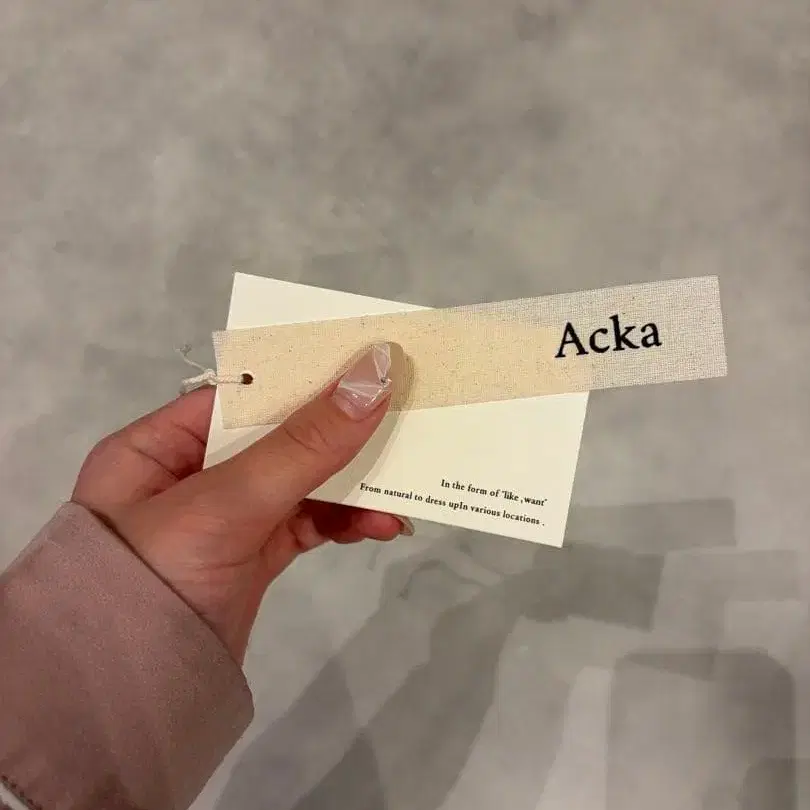 Acka
In the form of "like , want"
From natural to dress upIn various locations .